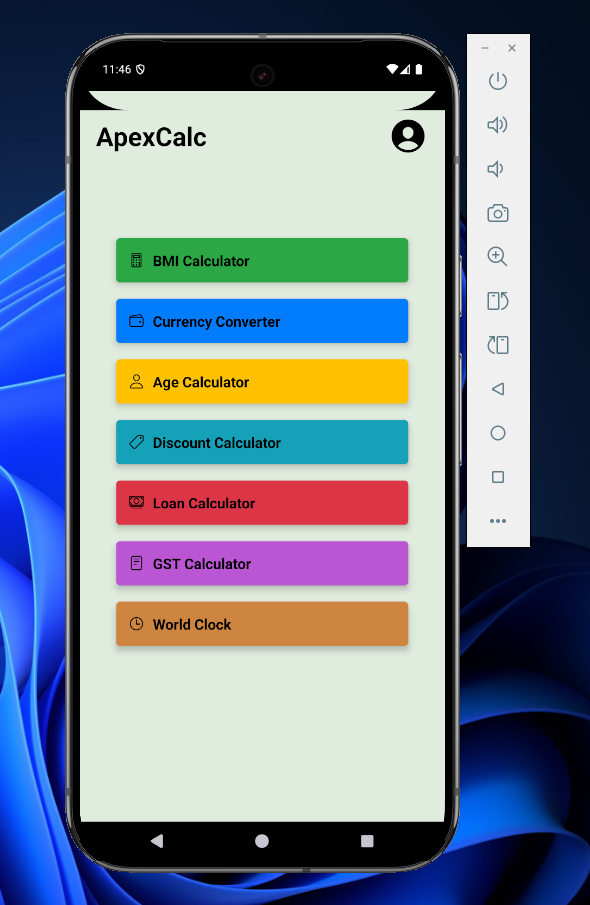 11:46
ApexCalc
BMI Calculator
Currency Converter
Age Calculator
Discount Calculator
Loan Calculator
GST Calculator
World Clock